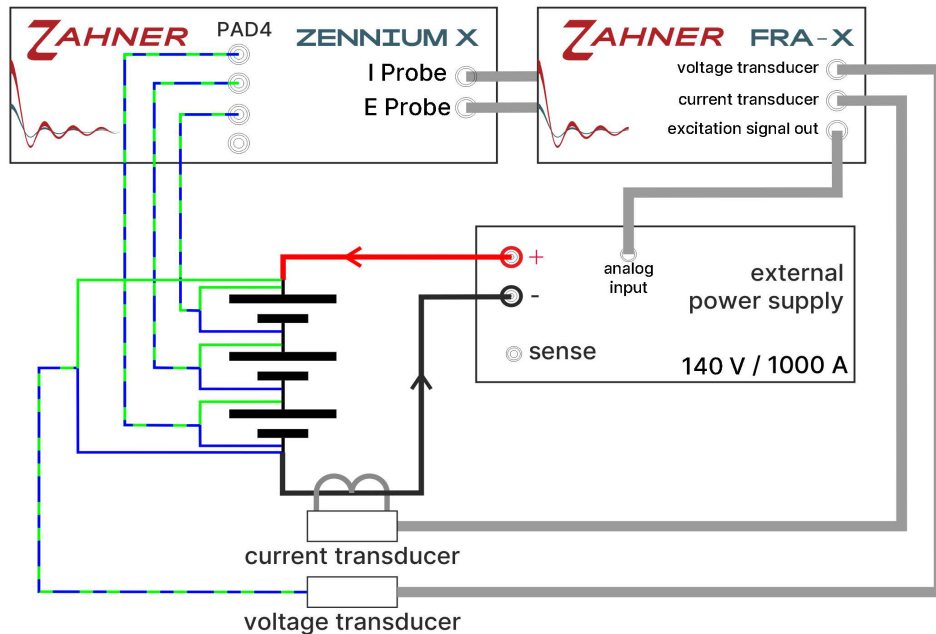 ZAHNER
PAD4
ZENNIUM X
I Probe
E Probe
ZAHNER
FRA-X
voltage transducer
current transducer
excitation signal out
+
-
analog
input
external
power supply
sense
140 V / 1000 A
current transducer
voltage transducer